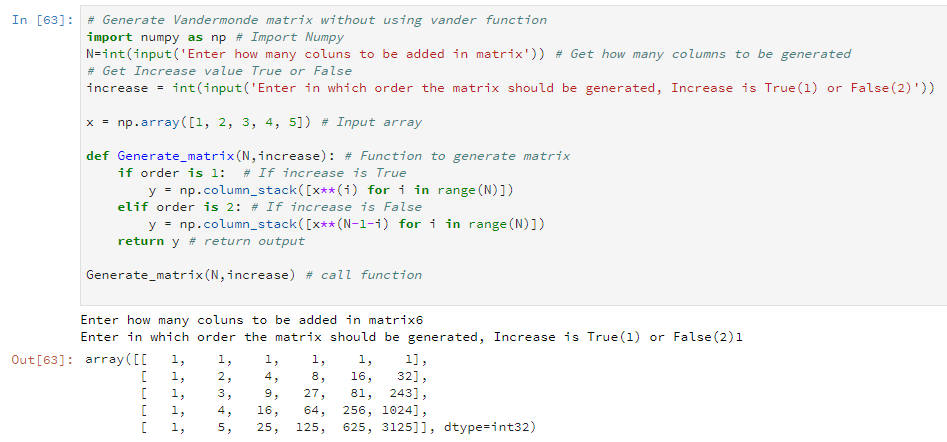 In [63]: # Generate Vandermonde matrix without using vander function
import numpy as np # Import Numpy
N=int(input('Enter how many coluns to be added in matrix')) # Get how many columns to be generated
# Get Increase value True or False
increase = int(input('Enter in which order the matrix should be generated, Increase is True(1) or False(2)'))
x = np.array([1, 2, 3, 4, 5]) # Input array
def Generate_matrix(N,increase): # Function to generate matrix
    if order is 1:  # If increase is True
        y = np.column_stack([x**(i) for i in range(N)])
    elif order is 2: # If increase is False
        y = np.column_stack([x**(N-1-i) for i in range(N)])
    return y # return output
Generate_matrix(N,increase) # call function
Enter how many coluns to be added in matrix6
Enter in which order the matrix should be generated, Increase is True(1) or False(2)1
Out[63]: array([[   1,    1,    1,    1,    1,    1],
       [   1,    2,    4,    8,   16,   32],
       [   1,    3,    9,   27,   81,  243],
       [   1,    4,   16,   64,  256, 1024],
       [   1,    5,   25,  125,  625, 3125]], dtype=int32)